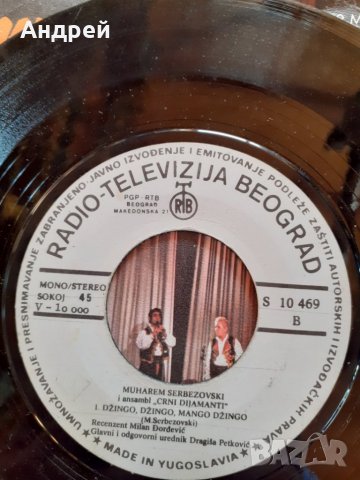 Андрей
UMNOŽAVANJE I PRESNIMAVANJE ZABRANJENO-JAVNO IZVOĐENJE I EMITOVANJE PODLEŽE ZAŠTITI AUTORSKIH I IZVOĐAČKIH PRAVA
RADIO-TELEVIZIJA BEOGRAD
PGP - RTB
BEOGRAD
MAKEDONSKA 21
RTB
MONO/STEREO
SOKOJ 45
V - 10 000
S 10 469
B
MUHAREM SERBEZOVSKI
i ansambl „CRNI DIJAMANTI"
1. DŽINGO, DŽINGO, MANGO DŽINGO
(M.Serbezovski)
Recenzent Milan Đorđević
Glavni i odgovorni urednik Dragiša Petković
MADE IN YUGOSLAVIA
BAZAR
bg